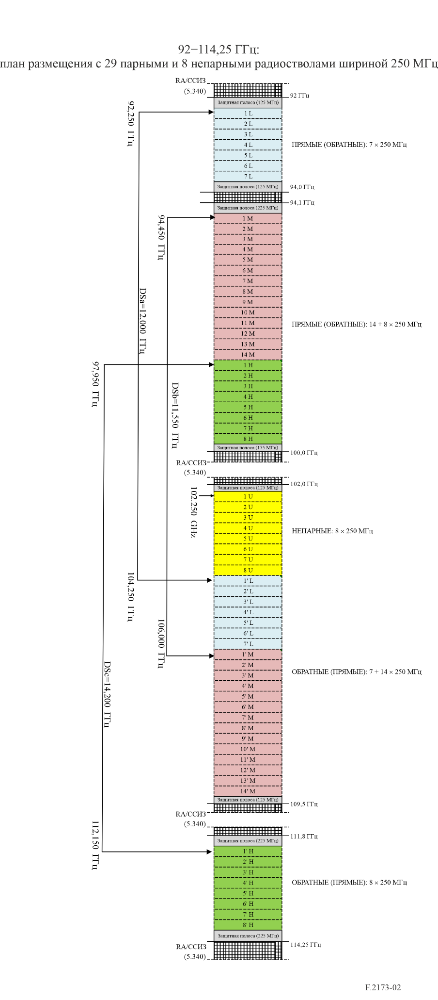 92−114,25 ГГц:
план размещения с 29 парными и 8 непарными радиостволами шириной 250 МГц
RA/ССИЗ
(5.340)
92 ГГц
Защитная полоса (125 МГц)
92,250 ГГц
1 L
2 L
3 L
4 L
ПРЯМЫЕ (ОБРАТНЫЕ): 7 × 250 МГц
5 L
6 L
7 L
Защитная полоса (125 МГц)
94,0 ГГц
94,1 ГГц
Защитная полоса (225 МГц)
94,450 ГГц
1 M
2 M
3 M
4 M
5 M
6 M
7 M
8 M
9 M
10 M
11 M
ПРЯМЫЕ (ОБРАТНЫЕ): 14 + 8 × 250 МГц
12 M
13 M
14 M
DSa=12,000 ГГц
97,950 ГГц
1 H
2 H
3 H
4 H
5 H
6 H
7 H
8 H
DSb=11,550 ГГц
Защитная полоса (175 МГц)
100,0 ГГц
RA/ССИЗ
(5.340)
102,0 ГГц
Защитная полоса (125 МГц)
102.250 GHz
1 U
2 U
3 U
4 U
НЕПАРНЫЕ: 8 × 250 МГц
5 U
6 U
7 U
8 U
104,250 ГГц
1' L
2' L
3' L
4' L
5' L
6' L
7' L
106,000 ГГц
1' M
2' M
3' M
ОБРАТНЫЕ (ПРЯМЫЕ): 7 + 14 × 250 МГц
4' M
5' M
6' M
7' M
8' M
9' M
10' M
11' M
12' M
13' M
14' M
DSc=14,200 ГГц
Защитная полоса (125 МГц)
109,5 ГГц
RA/ССИЗ
(5.340)
111,8 ГГц
Защитная полоса (225 МГц)
112,150 ГГц
1' H
2' H
3' H
4' H
ОБРАТНЫЕ (ПРЯМЫЕ): 8 × 250 МГц
5' H
6' H
7' H
8' H
Защитная полоса (225 МГц)
114,25 ГГц
RA/ССИЗ
(5.340)
F.2173-02